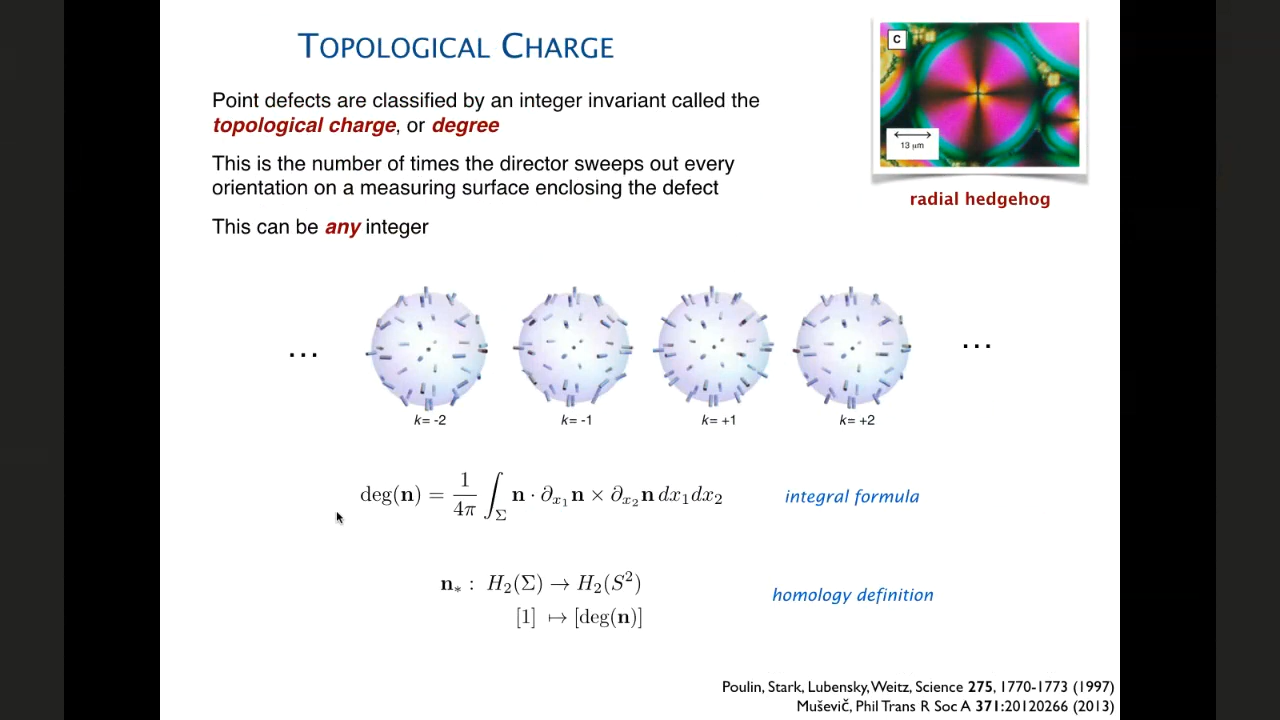 TOPOLOGICAL CHARGE
C
13 μm
radial hedgehog
Point defects are classified by an integer invariant called the
topological charge, or degree
This is the number of times the director sweeps out every
orientation on a measuring surface enclosing the defect
This can be any integer
...
...
k= -2
k= -1
k= +1
k= +2
deg(n) = 1/4π ∫_Σ n · ∂_{x₁}n × ∂_{x₂}n dx₁dx₂
integral formula
n_* : H₂(Σ) → H₂(S²)
[1] ↦ [deg(n)]
homology definition
Poulin, Stark, Lubensky, Weitz, Science 275, 1770-1773 (1997)
Muševič, Phil Trans R Soc A 371:20120266 (2013)